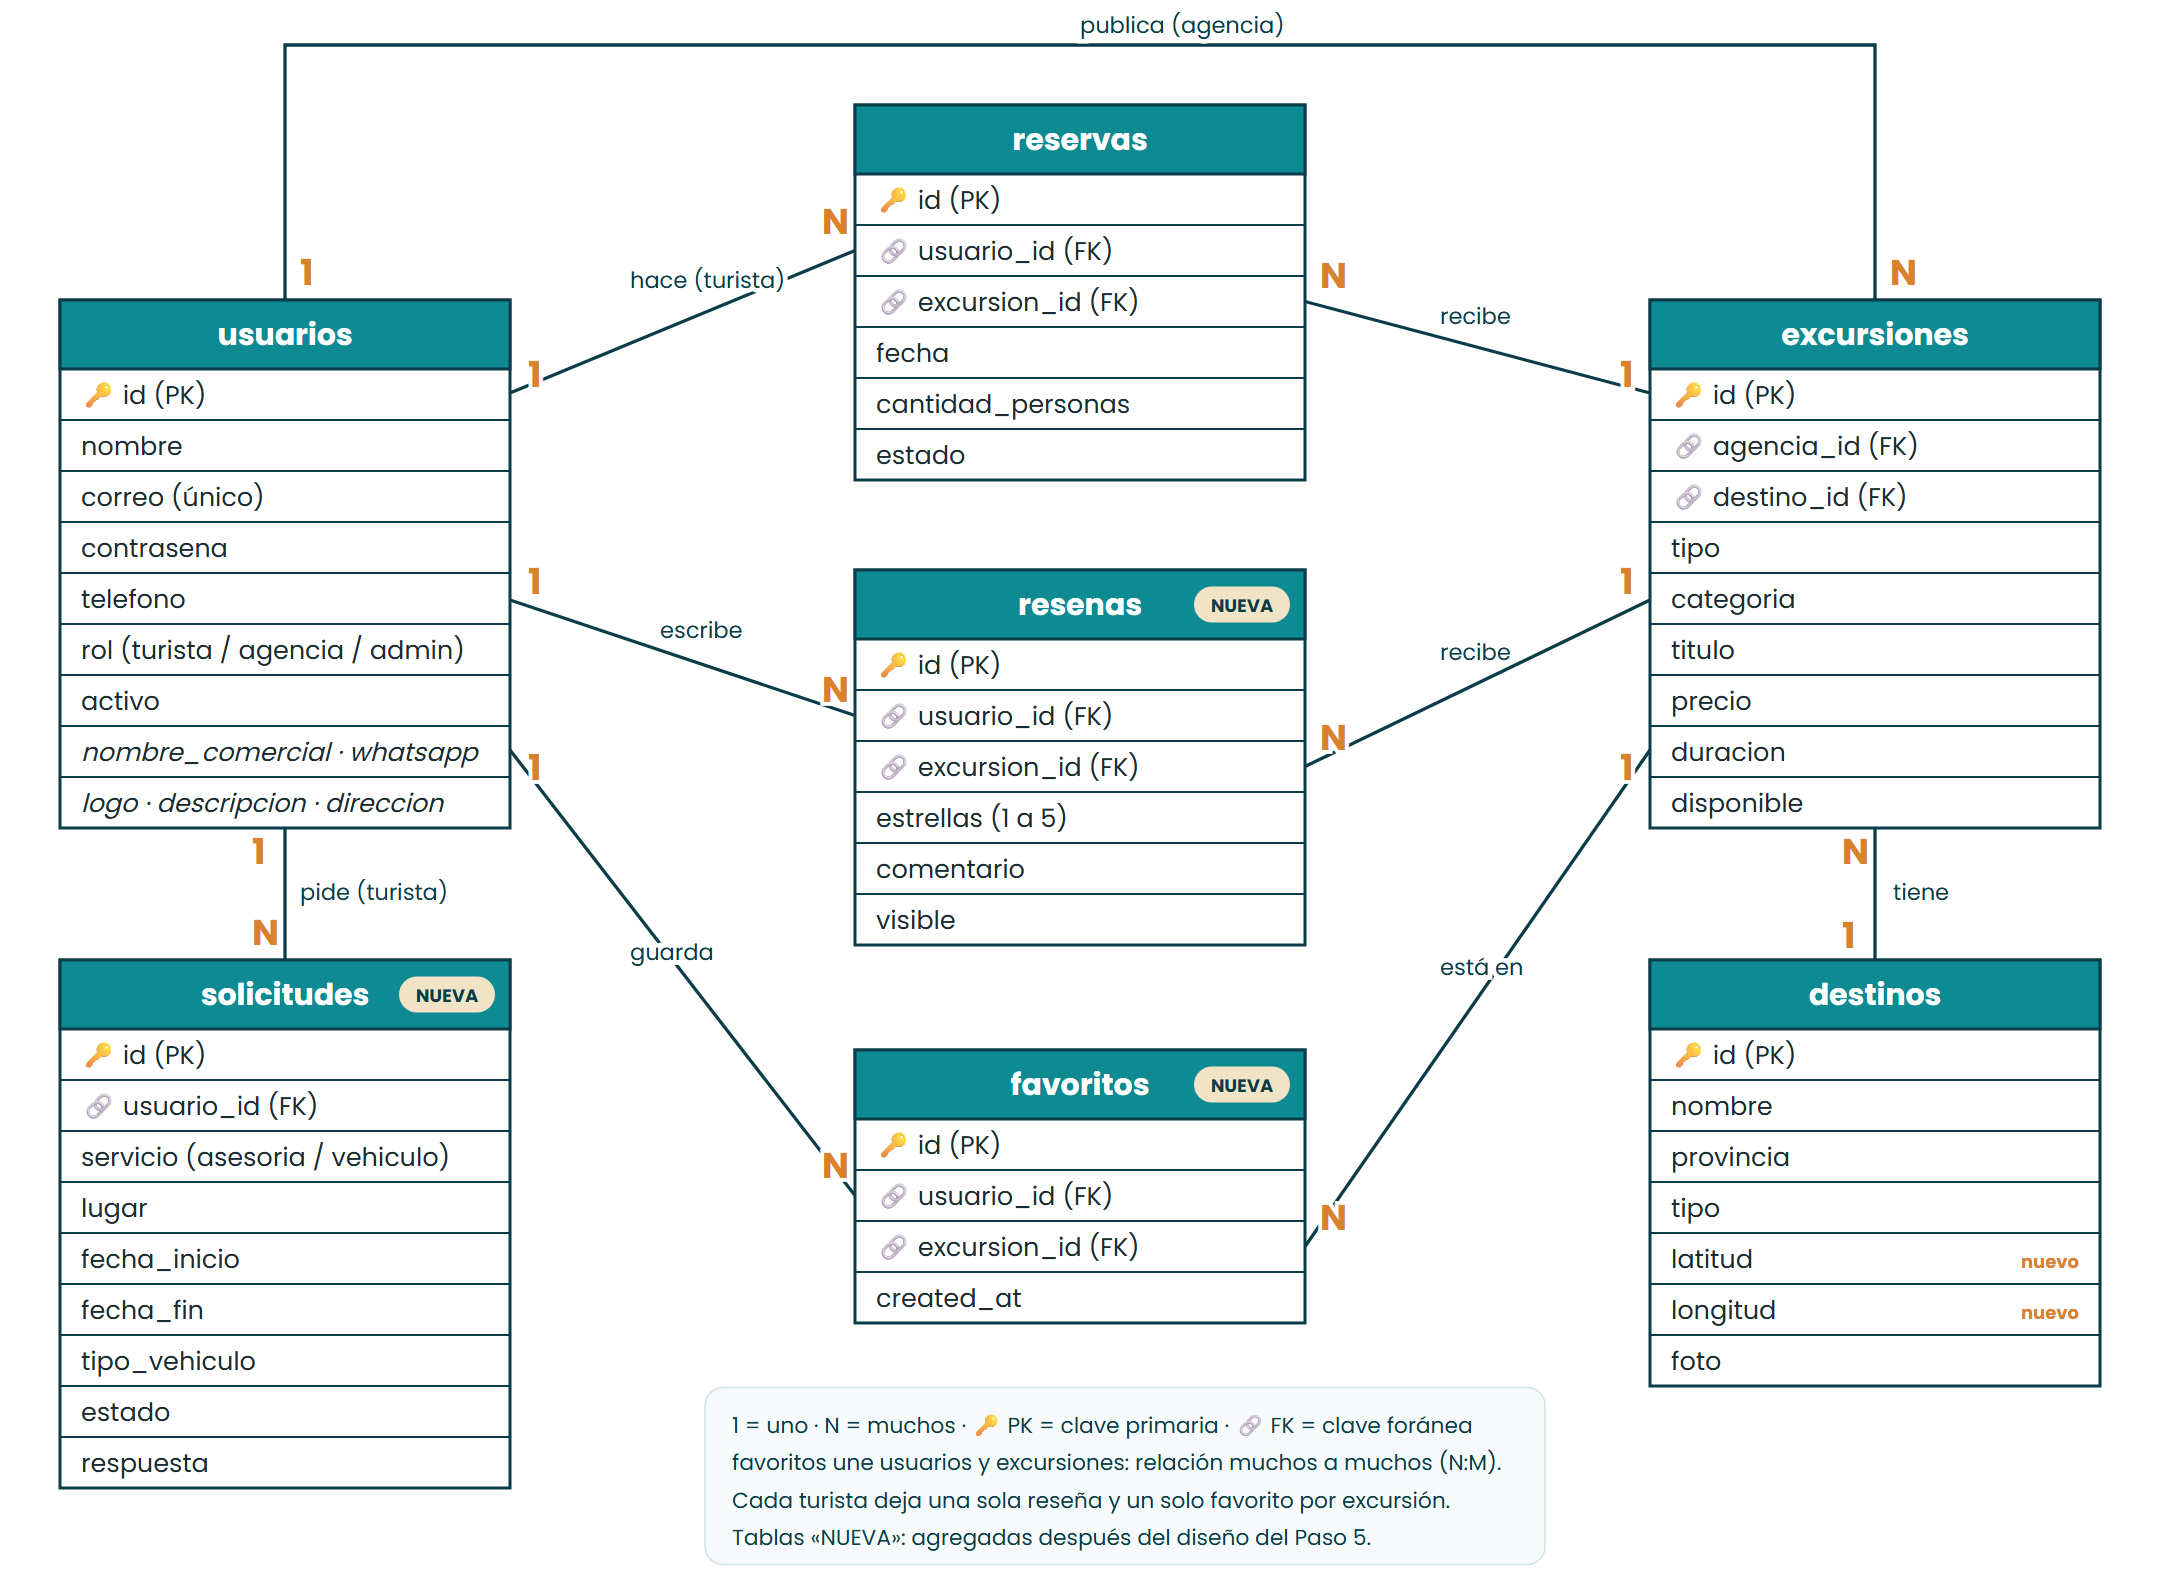 publica (agencia)
1
N
usuarios
🔑 id (PK)
nombre
correo (único)
contrasena
telefono
rol (turista / agencia / admin)
activo
nombre_comercial · whatsapp
logo · descripcion · direccion
1
hace (turista)
N
reservas
🔑 id (PK)
🔗 usuario_id (FK)
🔗 excursion_id (FK)
fecha
cantidad_personas
estado
N
recibe
1
excursiones
🔑 id (PK)
🔗 agencia_id (FK)
🔗 destino_id (FK)
tipo
categoria
titulo
precio
duracion
disponible
1
escribe
N
resenas
NUEVA
🔑 id (PK)
🔗 usuario_id (FK)
🔗 excursion_id (FK)
estrellas (1 a 5)
comentario
visible
1
recibe
N
1
guarda
N
1
está en
N
1
pide (turista)
N
solicitudes
NUEVA
🔑 id (PK)
🔗 usuario_id (FK)
servicio (asesoria / vehiculo)
lugar
fecha_inicio
fecha_fin
tipo_vehiculo
estado
respuesta
favoritos
NUEVA
🔑 id (PK)
🔗 usuario_id (FK)
🔗 excursion_id (FK)
created_at
N
tiene
1
destinos
🔑 id (PK)
nombre
provincia
tipo
latitud nuevo
longitud nuevo
foto
1 = uno · N = muchos · 🔑 PK = clave primaria · 🔗 FK = clave foránea
favoritos une usuarios y excursiones: relación muchos a muchos (N:M).
Cada turista deja una sola reseña y un solo favorito por excursión.
Tablas «NUEVA»: agregadas después del diseño del Paso 5.